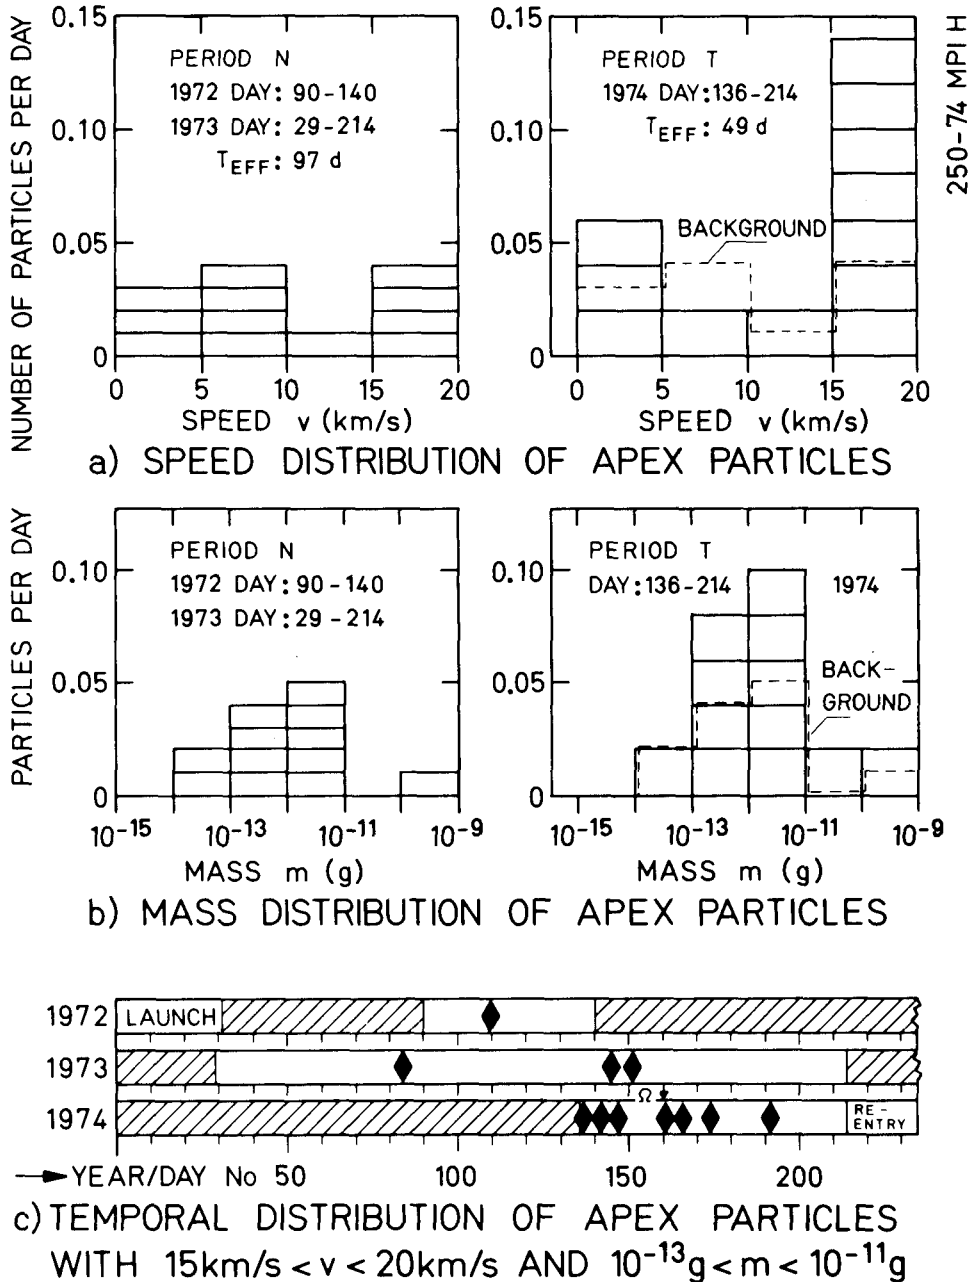 NUMBER OF PARTICLES PER DAY
0.15
0.10
0.05
0
PERIOD N
1972 DAY: 90-140
1973 DAY: 29-214
TEFF: 97 d
0 5 10 15 20
SPEED v (km/s)
0.15
0.10
0.05
0
PERIOD T
1974 DAY:136-214
TEFF: 49 d
BACKGROUND
0 5 10 15 20
SPEED v (km/s)
250-74 MPI H
a) SPEED DISTRIBUTION OF APEX PARTICLES
PARTICLES PER DAY
0.10
0.05
0
PERIOD N
1972 DAY: 90-140
1973 DAY: 29-214
10⁻¹⁵ 10⁻¹³ 10⁻¹¹ 10⁻⁹
MASS m (g)
0.10
0.05
0
PERIOD T
DAY:136-214 1974
BACK-
GROUND
10⁻¹⁵ 10⁻¹³ 10⁻¹¹ 10⁻⁹
MASS m (g)
b) MASS DISTRIBUTION OF APEX PARTICLES
1972 LAUNCH
1973
Ω
1974 RE-
ENTRY
YEAR/DAY No 50 100 150 200
c) TEMPORAL DISTRIBUTION OF APEX PARTICLES
WITH 15km/s < v < 20km/s AND 10⁻¹³g < m < 10⁻¹¹g